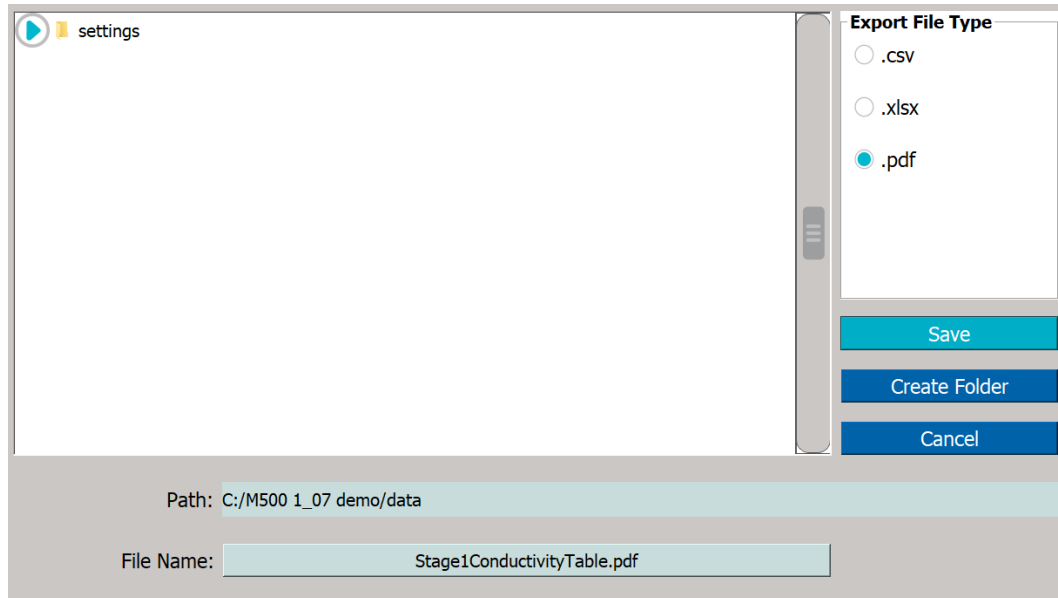 settings
Export File Type
.csv
.xlsx
.pdf
Save
Create Folder
Cancel
Path: C:/M500 1_07 demo/data
File Name: Stage1ConductivityTable.pdf